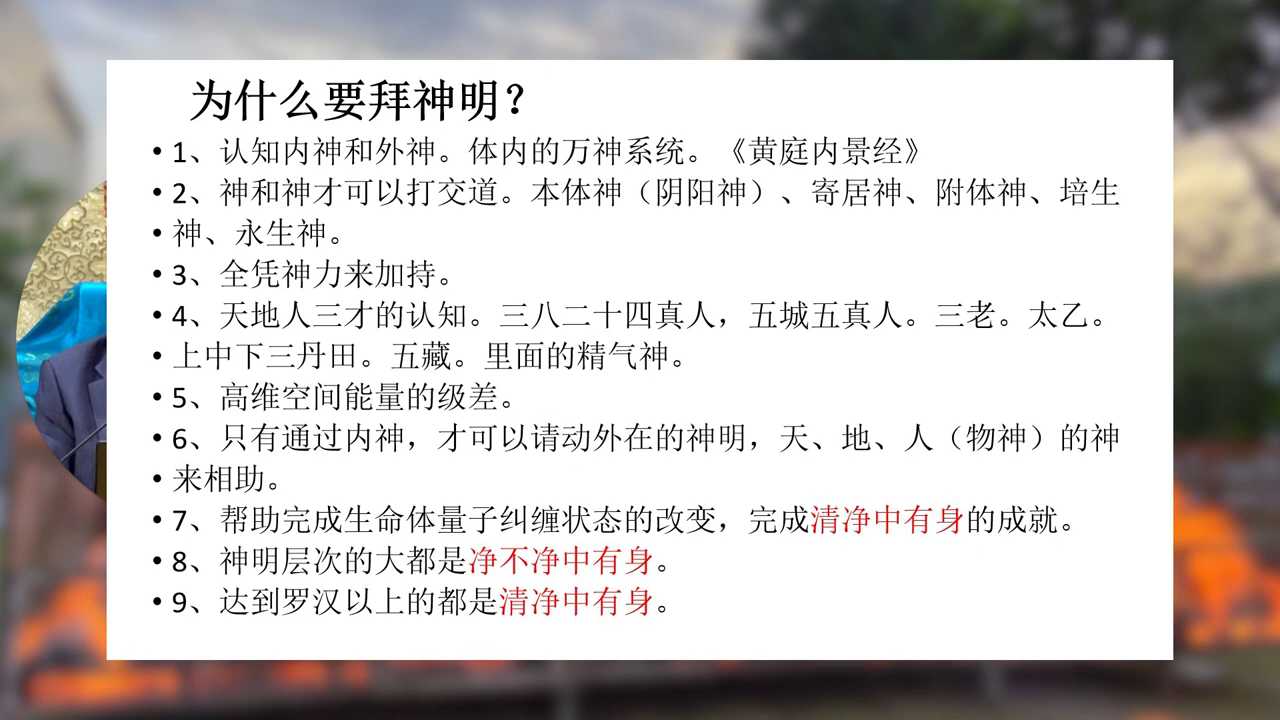 为什么要拜神明？
• 1、认知内神和外神。体内的万神系统。《黄庭内景经》
• 2、神和神才可以打交道。本体神（阴阳神）、寄居神、附体神、培生
• 神、永生神。
• 3、全凭神力来加持。
• 4、天地人三才的认知。三八二十四真人，五城五真人。三老。太乙。
• 上中下三丹田。五藏。里面的精气神。
• 5、高维空间能量的级差。
• 6、只有通过内神，才可以请动外在的神明，天、地、人（物神）的神
• 来相助。
• 7、帮助完成生命体量子纠缠状态的改变，完成清净中有身的成就。
• 8、神明层次的大都是净不净中有身。
• 9、达到罗汉以上的都是清净中有身。